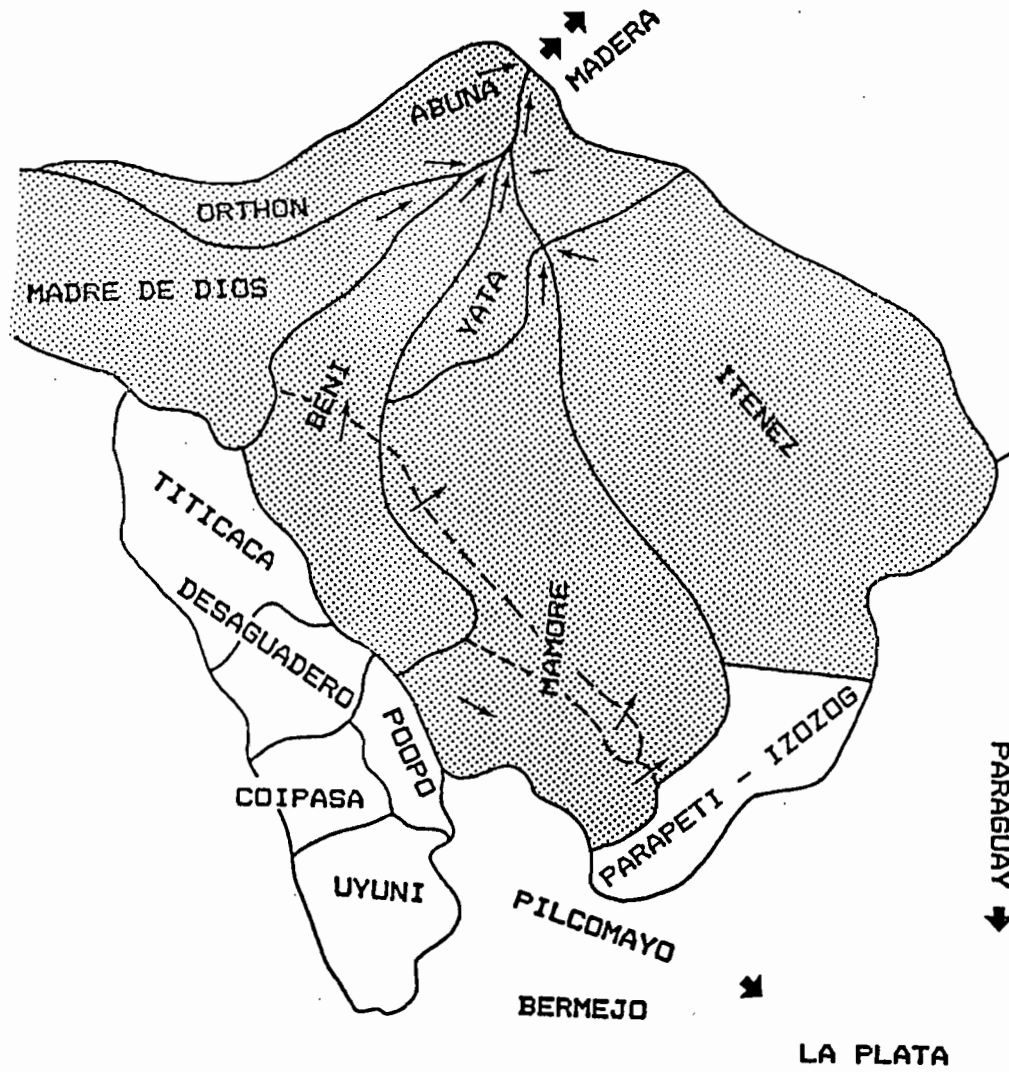 MADERA
ABUNA
ORTHON
MADRE DE DIOS
YATA
BENI
ITENEZ
TITICACA
DESAGUADERO
MAMORE
POOPO
COIPASA
PARAPETI - IZOZOG
PARAGUAY
UYUNI
PILCOMAYO
BERMEJO
LA PLATA